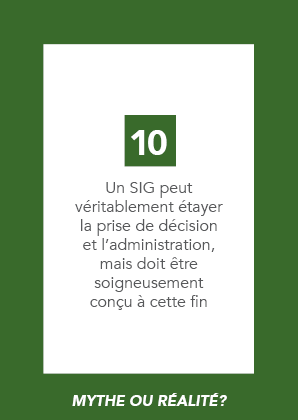 10
Un SIG peut
véritablement étayer
la prise de décision
et l’administration,
mais doit être
soigneusement
conçu à cette fin
MYTHE OU RÉALITÉ?